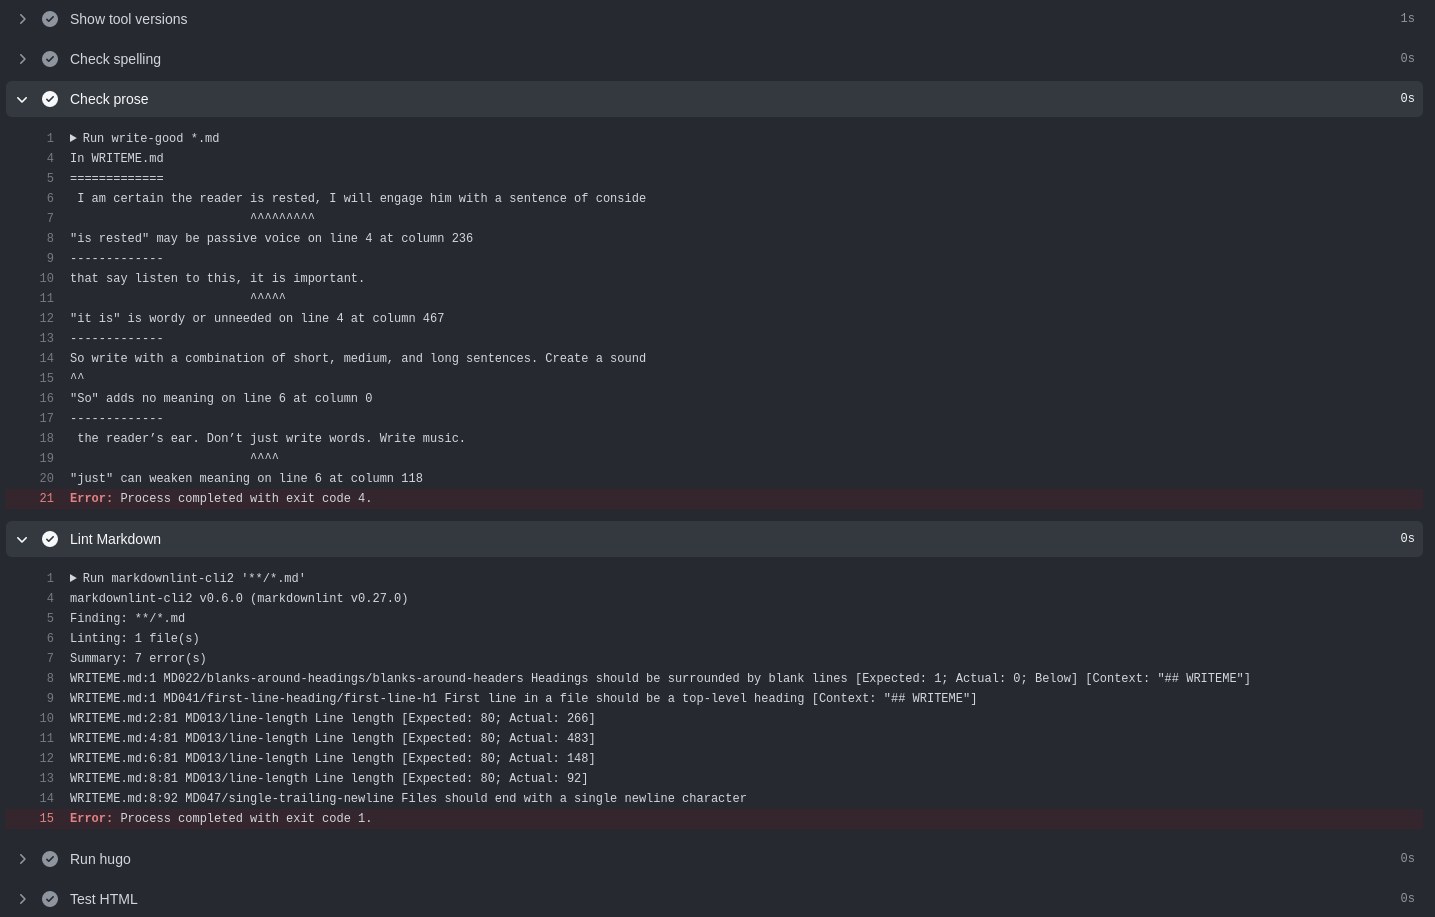 Show tool versions 1s
Check spelling 0s
Check prose 0s
1 Run write-good *.md
4 In WRITEME.md
5 =============
6 I am certain the reader is rested, I will engage him with a sentence of conside
7 ^^^^^^^^^
8 "is rested" may be passive voice on line 4 at column 236
9 -------------
10 that say listen to this, it is important.
11 ^^^^^
12 "it is" is wordy or unneeded on line 4 at column 467
13 -------------
14 So write with a combination of short, medium, and long sentences. Create a sound
15 ^^
16 "So" adds no meaning on line 6 at column 0
17 -------------
18 the reader’s ear. Don’t just write words. Write music.
19 ^^^^
20 "just" can weaken meaning on line 6 at column 118
21 Error: Process completed with exit code 4.
Lint Markdown 0s
1 Run markdownlint-cli2 '**/*.md'
4 markdownlint-cli2 v0.6.0 (markdownlint v0.27.0)
5 Finding: **/*.md
6 Linting: 1 file(s)
7 Summary: 7 error(s)
8 WRITEME.md:1 MD022/blanks-around-headings/blanks-around-headers Headings should be surrounded by blank lines [Expected: 1; Actual: 0; Below] [Context: "## WRITEME"]
9 WRITEME.md:1 MD041/first-line-heading/first-line-h1 First line in a file should be a top-level heading [Context: "## WRITEME"]
10 WRITEME.md:2:81 MD013/line-length Line length [Expected: 80; Actual: 266]
11 WRITEME.md:4:81 MD013/line-length Line length [Expected: 80; Actual: 483]
12 WRITEME.md:6:81 MD013/line-length Line length [Expected: 80; Actual: 148]
13 WRITEME.md:8:81 MD013/line-length Line length [Expected: 80; Actual: 92]
14 WRITEME.md:8:92 MD047/single-trailing-newline Files should end with a single newline character
15 Error: Process completed with exit code 1.
Run hugo 0s
Test HTML 0s